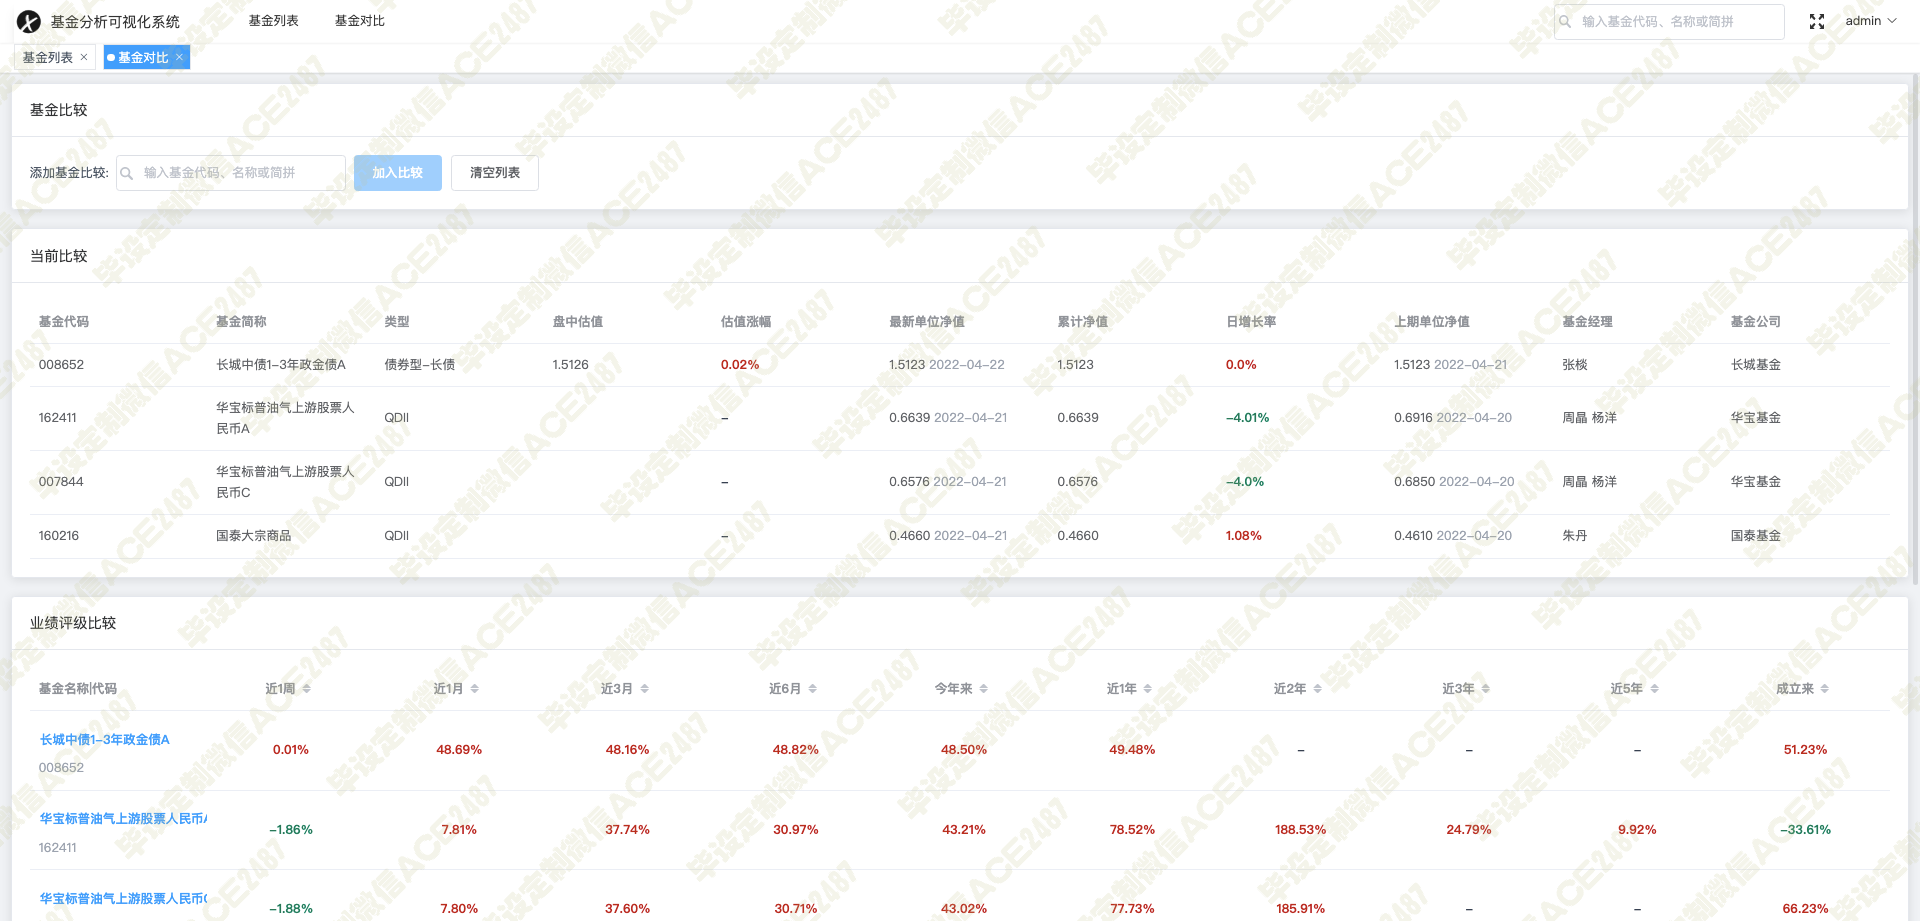 基金分析可视化系统 基金列表 基金对比 输入基金代码、名称或简拼 admin
基金列表 × 基金对比 ×
基金比较
添加基金比较: 输入基金代码、名称或简拼 加入比较 清空列表
当前比较
基金代码 基金简称 类型 盘中估值 估值涨幅 最新单位净值 累计净值 日增长率 上期单位净值 基金经理 基金公司
008652 长城中债1-3年政金债A 债券型-长债 1.5126 0.02% 1.5123 2022-04-22 1.5123 0.0% 1.5123 2022-04-21 张棪 长城基金
162411 华宝标普油气上游股票人民币A QDII - 0.6639 2022-04-21 0.6639 -4.01% 0.6916 2022-04-20 周晶 杨洋 华宝基金
007844 华宝标普油气上游股票人民币C QDII - 0.6576 2022-04-21 0.6576 -4.0% 0.6850 2022-04-20 周晶 杨洋 华宝基金
160216 国泰大宗商品 QDII - 0.4660 2022-04-21 0.4660 1.08% 0.4610 2022-04-20 朱丹 国泰基金
业绩评级比较
基金名称|代码 近1周 近1月 近3月 近6月 今年来 近1年 近2年 近3年 近5年 成立来
长城中债1-3年政金债A
008652 0.01% 48.69% 48.16% 48.82% 48.50% 49.48% - - - 51.23%
华宝标普油气上游股票人民币A
162411 -1.86% 7.81% 37.74% 30.97% 43.21% 78.52% 188.53% 24.79% 9.92% -33.61%
华宝标普油气上游股票人民币C
-1.88% 7.80% 37.60% 30.71% 43.02% 77.73% 185.91% - - 66.23%
毕设定制微信ACE2487